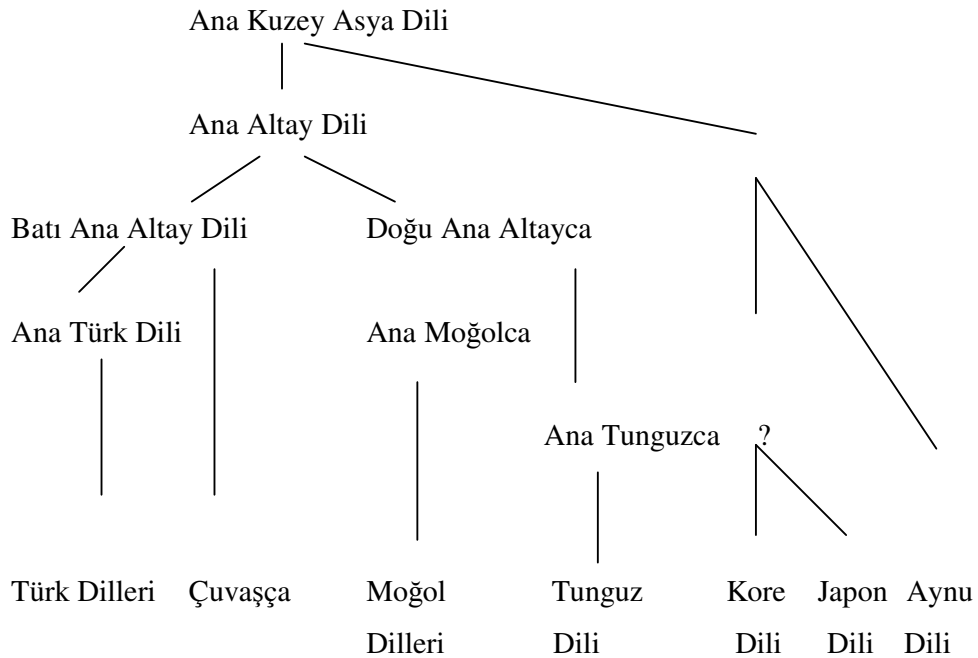 Ana Kuzey Asya Dili
Ana Altay Dili
Batı Ana Altay Dili Doğu Ana Altayca
Ana Türk Dili Ana Moğolca
Ana Tunguzca ?
Türk Dilleri Çuvaşça Moğol Tunguz Kore Japon Aynu
Dilleri Dili Dili Dili Dili